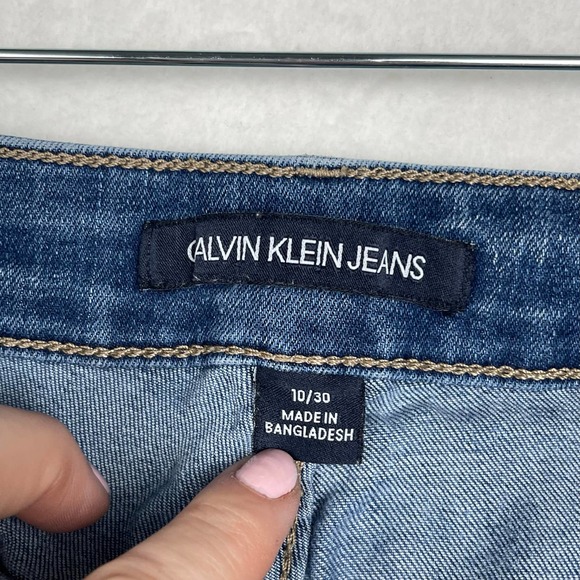 CALVIN KLEIN JEANS
10/30
MADE IN
BANGLADESH